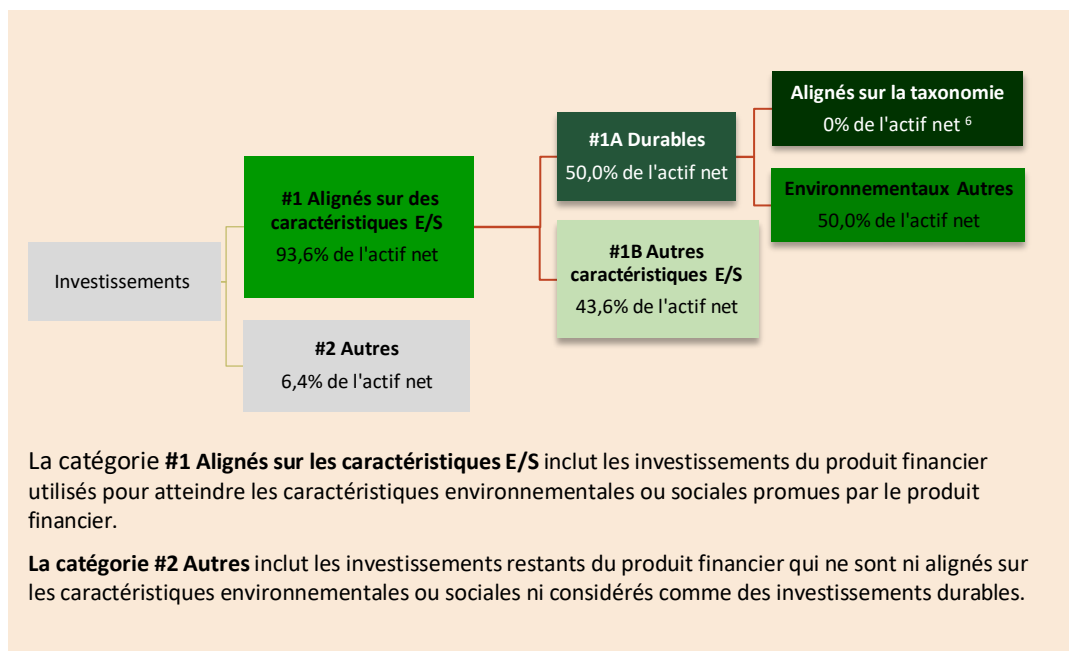 Investissements
#1 Alignés sur des
caractéristiques E/S
93,6% de l'actif net
#2 Autres
6,4% de l'actif net
#1A Durables
50,0% de l'actif net
#1B Autres
caractéristiques E/S
43,6% de l'actif net
Alignés sur la taxonomie
0% de l'actif net ⁶
Environnementaux Autres
50,0% de l'actif net
La catégorie #1 Alignés sur les caractéristiques E/S inclut les investissements du produit financier
utilisés pour atteindre les caractéristiques environnementales ou sociales promues par le produit
financier.
La catégorie #2 Autres inclut les investissements restants du produit financier qui ne sont ni alignés sur
les caractéristiques environnementales ou sociales ni considérés comme des investissements durables.